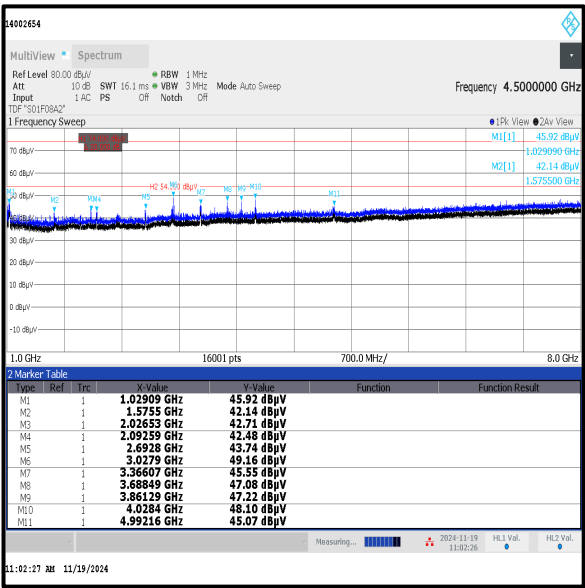 14002654
MultiView Spectrum
Ref Level 80.00 dBµV RBW 1 MHz
Att 10 dB SWT 16.1 ms VBW 3 MHz Mode Auto Sweep Frequency 4.5000000 GHz
Input 1 AC PS Off Notch Off
TDF "S01F08A2"
1 Frequency Sweep 1Pk View 2Av View
M1[1] 45.92 dBµV
1.029090 GHz
M2[1] 42.14 dBµV
1.575500 GHz
70 dBµV
60 dBµV
H2 54.
M1 M2 M3 M4 M5 M6 M7 M8 M9 M10 M11
30 dBµV
20 dBµV
10 dBµV
0 dBµV
-10 dBµV
1.0 GHz 16001 pts 700.0 MHz/ 8.0 GHz
2 Marker Table
Type Ref Trc X-Value Y-Value Function Function Result
M1 1 1.02909 GHz 45.92 dBµV
M2 1 1.5755 GHz 42.14 dBµV
M3 1 2.02653 GHz 42.71 dBµV
M4 1 2.09259 GHz 42.48 dBµV
M5 1 2.6928 GHz 43.74 dBµV
M6 1 3.0279 GHz 49.16 dBµV
M7 1 3.36607 GHz 45.55 dBµV
M8 1 3.68849 GHz 47.08 dBµV
M9 1 3.86129 GHz 47.22 dBµV
M10 1 4.0284 GHz 48.10 dBµV
M11 1 4.99216 GHz 45.07 dBµV
Measuring... 2024-11-19 HL1 Val. HL2 Val.
11:02:26
11:02:27 AM 11/19/2024